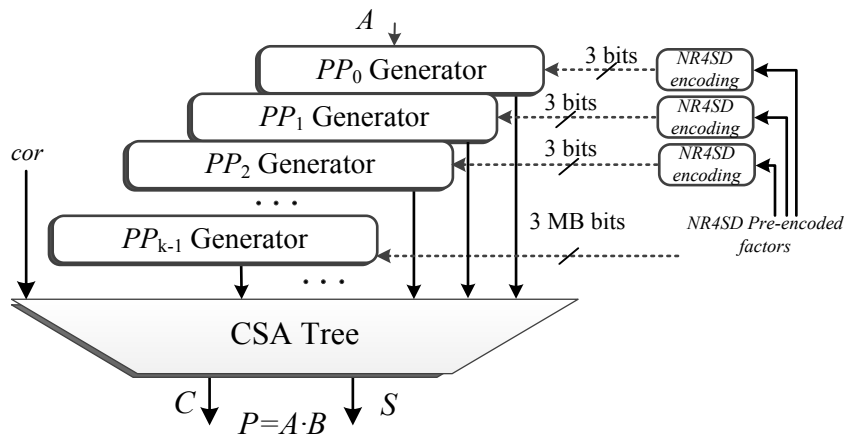 A
PP0 Generator
3 bits
NR4SD
encoding
PP1 Generator
3 bits
NR4SD
encoding
cor
PP2 Generator
3 bits
NR4SD
encoding
. . .
PPk-1 Generator
3 MB bits
NR4SD Pre-encoded
factors
. . .
CSA Tree
C
P=A·B
S